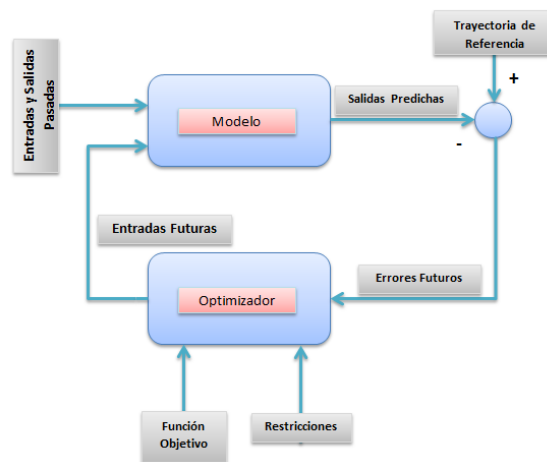 Trayectoria de
Referencia
+
Entradas y Salidas
Pasadas
Modelo
Salidas Predichas
-
Entradas Futuras
Errores Futuros
Optimizador
Función
Objetivo
Restricciones